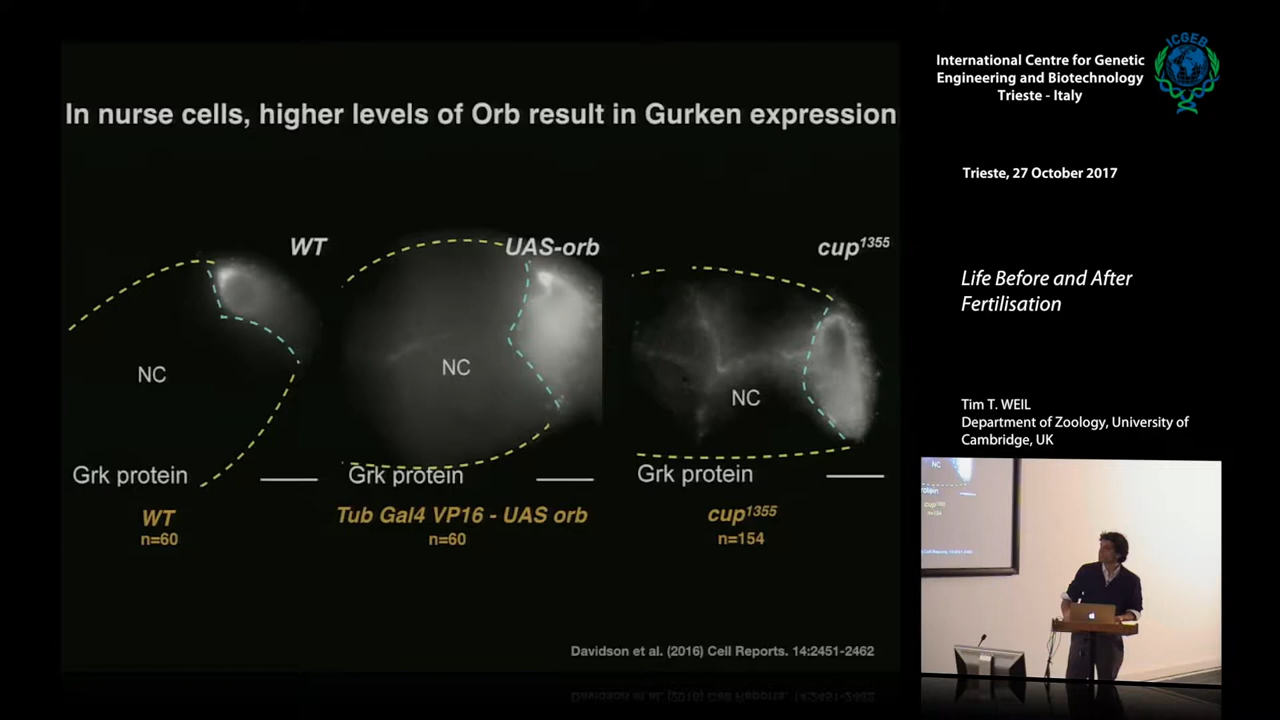 In nurse cells, higher levels of Orb result in Gurken expression
WT
UAS-orb
cup1355
NC
NC
NC
Grk protein
Grk protein
Grk protein
WT
n=60
Tub Gal4 VP16 - UAS orb
n=60
cup1355
n=154
Davidson et al. (2016) Cell Reports. 14:2451-2462
International Centre for Genetic
Engineering and Biotechnology
Trieste - Italy
ICGEB
Trieste, 27 October 2017
Life Before and After
Fertilisation
Tim T. WEIL
Department of Zoology, University of
Cambridge, UK
NC
cup1355
n=154